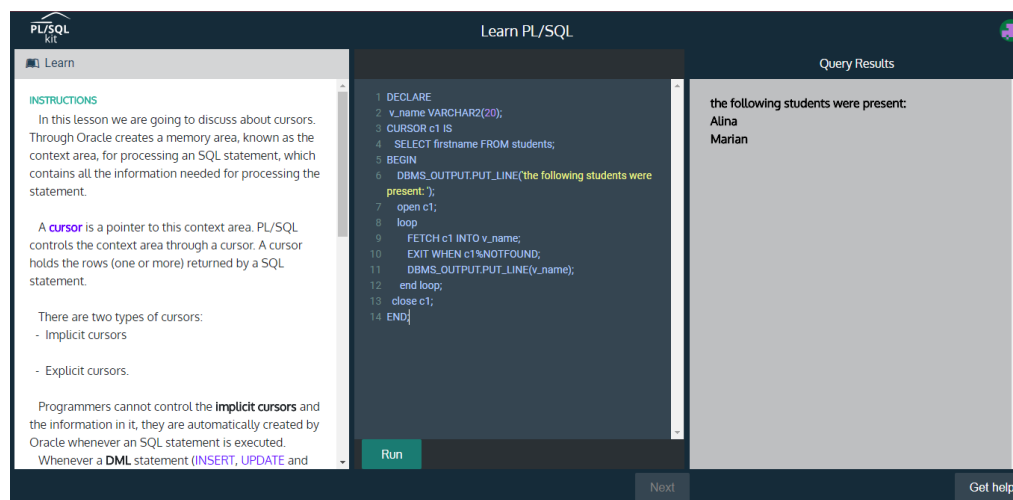 PL/SQL
kit
Learn PL/SQL
Learn
INSTRUCTIONS
In this lesson we are going to discuss about cursors.
Through Oracle creates a memory area, known as the
context area, for processing an SQL statement, which
contains all the information needed for processing the
statement.
A cursor is a pointer to this context area. PL/SQL
controls the context area through a cursor. A cursor
holds the rows (one or more) returned by a SQL
statement.
There are two types of cursors:
- Implicit cursors
- Explicit cursors.
Programmers cannot control the implicit cursors and
the information in it, they are automatically created by
Oracle whenever an SQL statement is executed.
Whenever a DML statement (INSERT, UPDATE and
1 DECLARE
2 v_name VARCHAR2(20);
3 CURSOR c1 IS
4 SELECT firstname FROM students;
5 BEGIN
6 DBMS_OUTPUT.PUT_LINE('the following students were
present: ');
7 open c1;
8 loop
9 FETCH c1 INTO v_name;
10 EXIT WHEN c1%NOTFOUND;
11 DBMS_OUTPUT.PUT_LINE(v_name);
12 end loop;
13 close c1;
14 END;
Run
Next
Query Results
the following students were present:
Alina
Marian
Get help